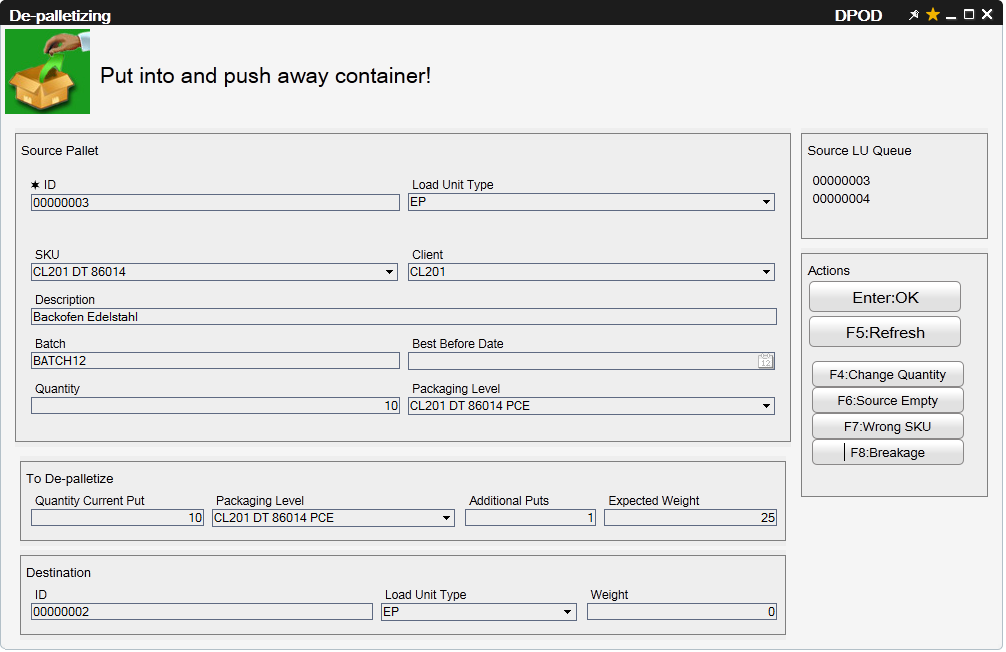 De-palletizing DPOD
Put into and push away container!
Source Pallet
✶ ID Load Unit Type
00000003 EP
SKU Client
CL201 DT 86014 CL201
Description
Backofen Edelstahl
Batch Best Before Date
BATCH12 12
Quantity Packaging Level
10 CL201 DT 86014 PCE
To De-palletize
Quantity Current Put Packaging Level Additional Puts Expected Weight
10 CL201 DT 86014 PCE 1 25
Destination
ID Load Unit Type Weight
00000002 EP 0
Source LU Queue
00000003
00000004
Actions
Enter:OK
F5:Refresh
F4:Change Quantity
F6:Source Empty
F7:Wrong SKU
F8:Breakage